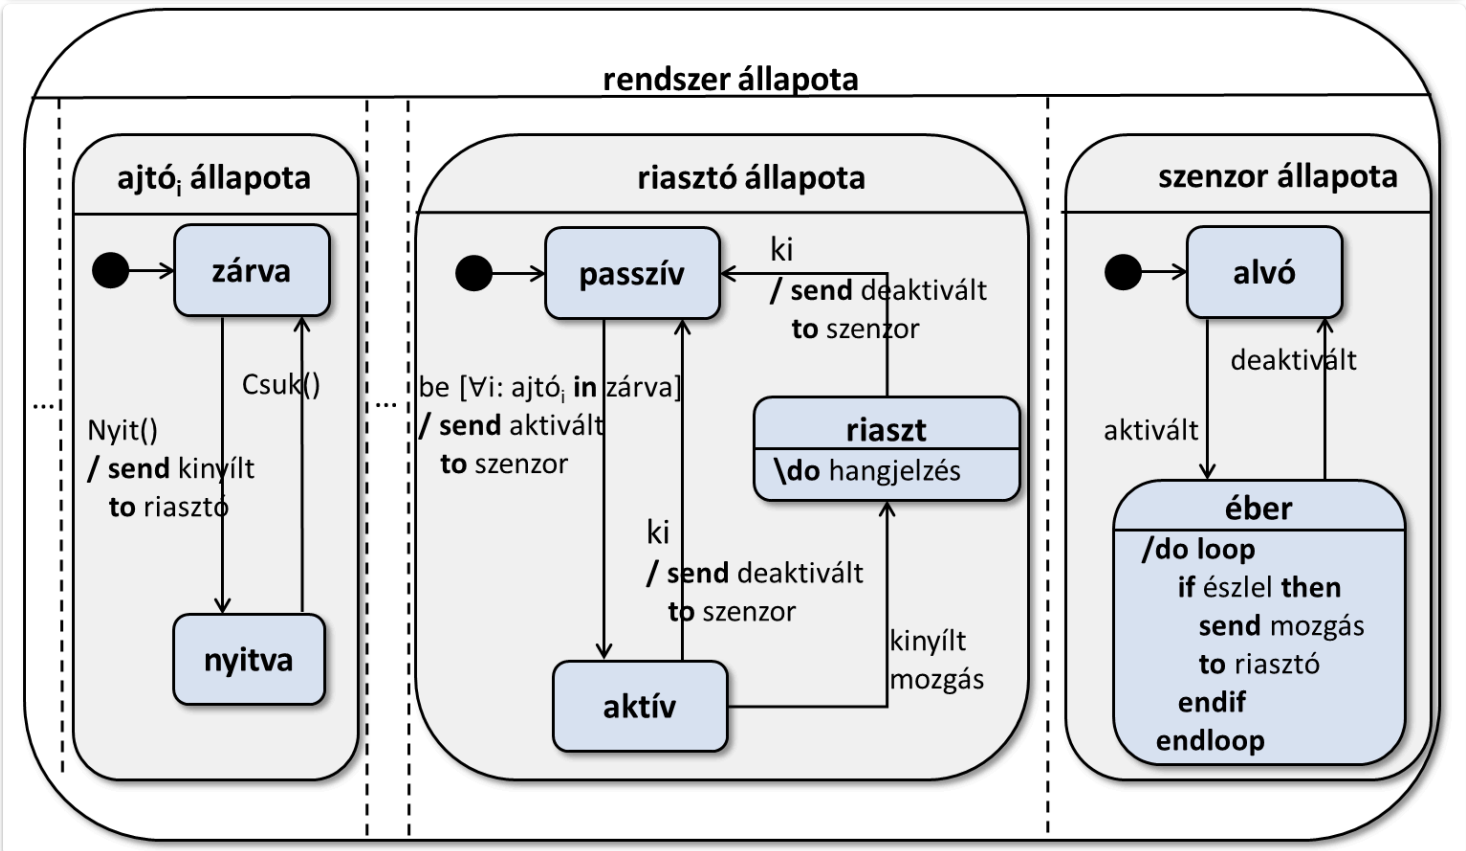 rendszer állapota
...
ajtóᵢ állapota
zárva
Csuk()
Nyit()
/ send kinyílt
to riasztó
nyitva
...
riasztó állapota
passzív
ki
/ send deaktivált
to szenzor
be [∀i: ajtóᵢ in zárva]
/ send aktivált
to szenzor
riaszt
\do hangjelzés
ki
/ send deaktivált
to szenzor
kinyílt
mozgás
aktív
szenzor állapota
alvó
deaktivált
aktivált
éber
/do loop
if észlel then
send mozgás
to riasztó
endif
endloop